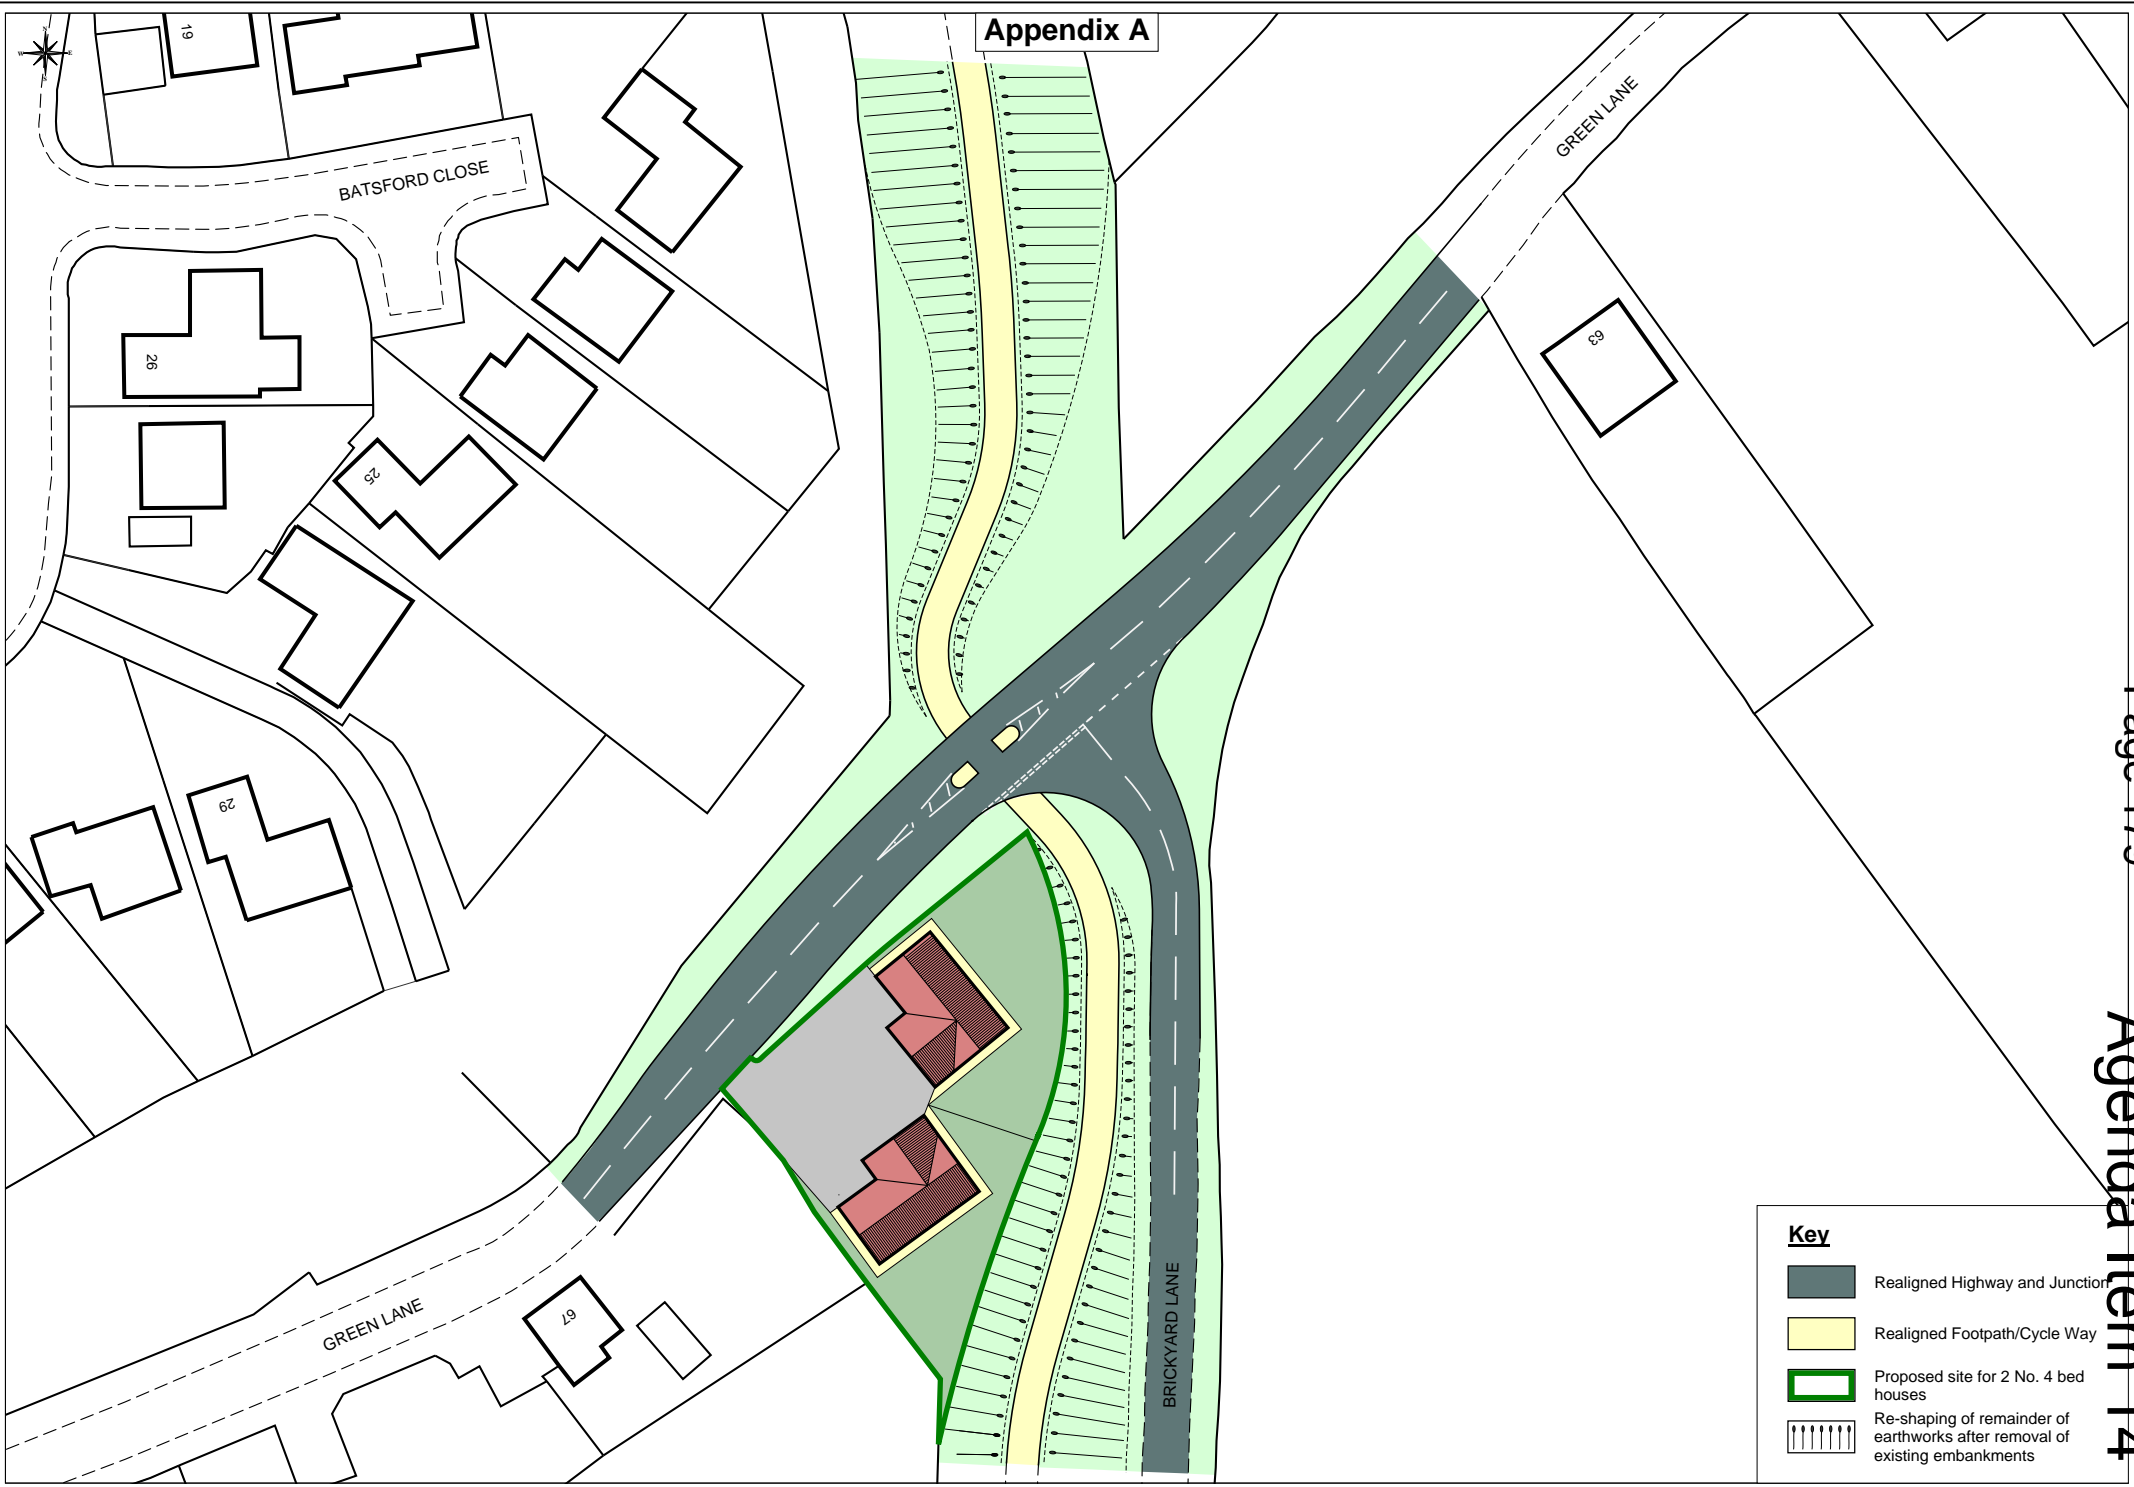 Appendix A
N
W
E
S
19
BATSFORD CLOSE
GREEN LANE
26
63
25
29
Agenda Item 14
GREEN LANE
67
BRICKYARD LANE
Key
Realigned Highway and Junction
Realigned Footpath/Cycle Way
Proposed site for 2 No. 4 bed
houses
Re-shaping of remainder of
earthworks after removal of
existing embankments